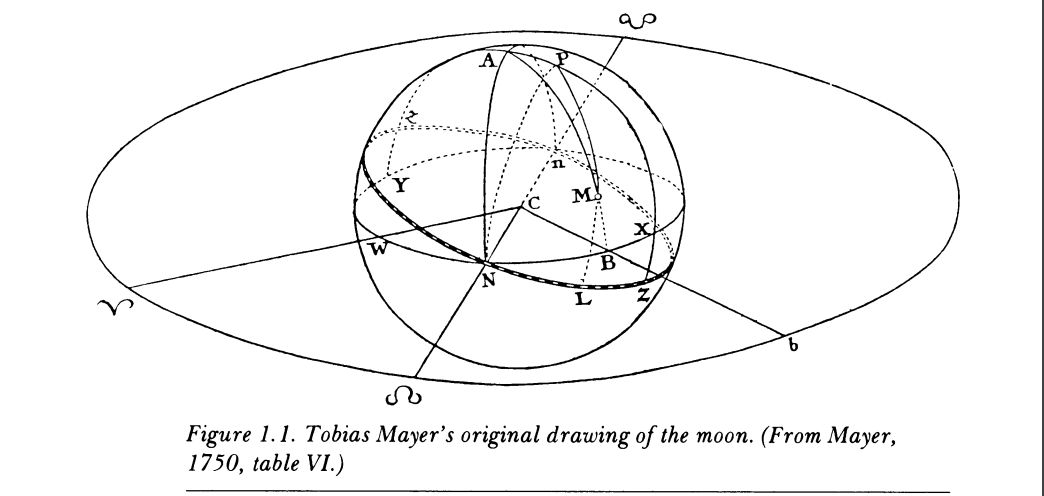 ☋
A P
z
n
Y M
C
X
W B
N
L Z
♈
b
☊
Figure 1.1. Tobias Mayer's original drawing of the moon. (From Mayer,
1750, table VI.)